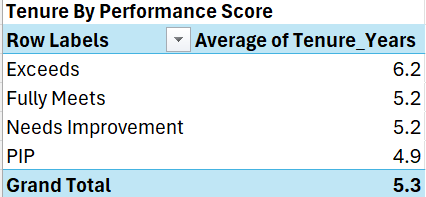 Tenure By Performance Score
Row Labels Average of Tenure_Years
Exceeds 6.2
Fully Meets 5.2
Needs Improvement 5.2
PIP 4.9
Grand Total 5.3